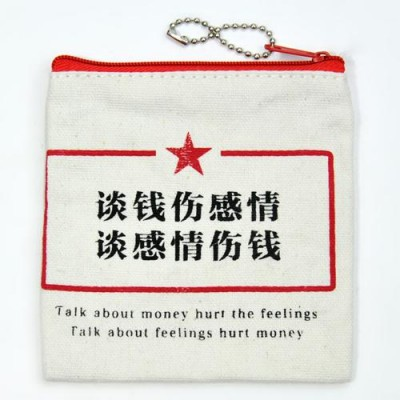 谈钱伤感情
谈感情伤钱
Talk about money hurt the feelings
Talk about feelings hurt money